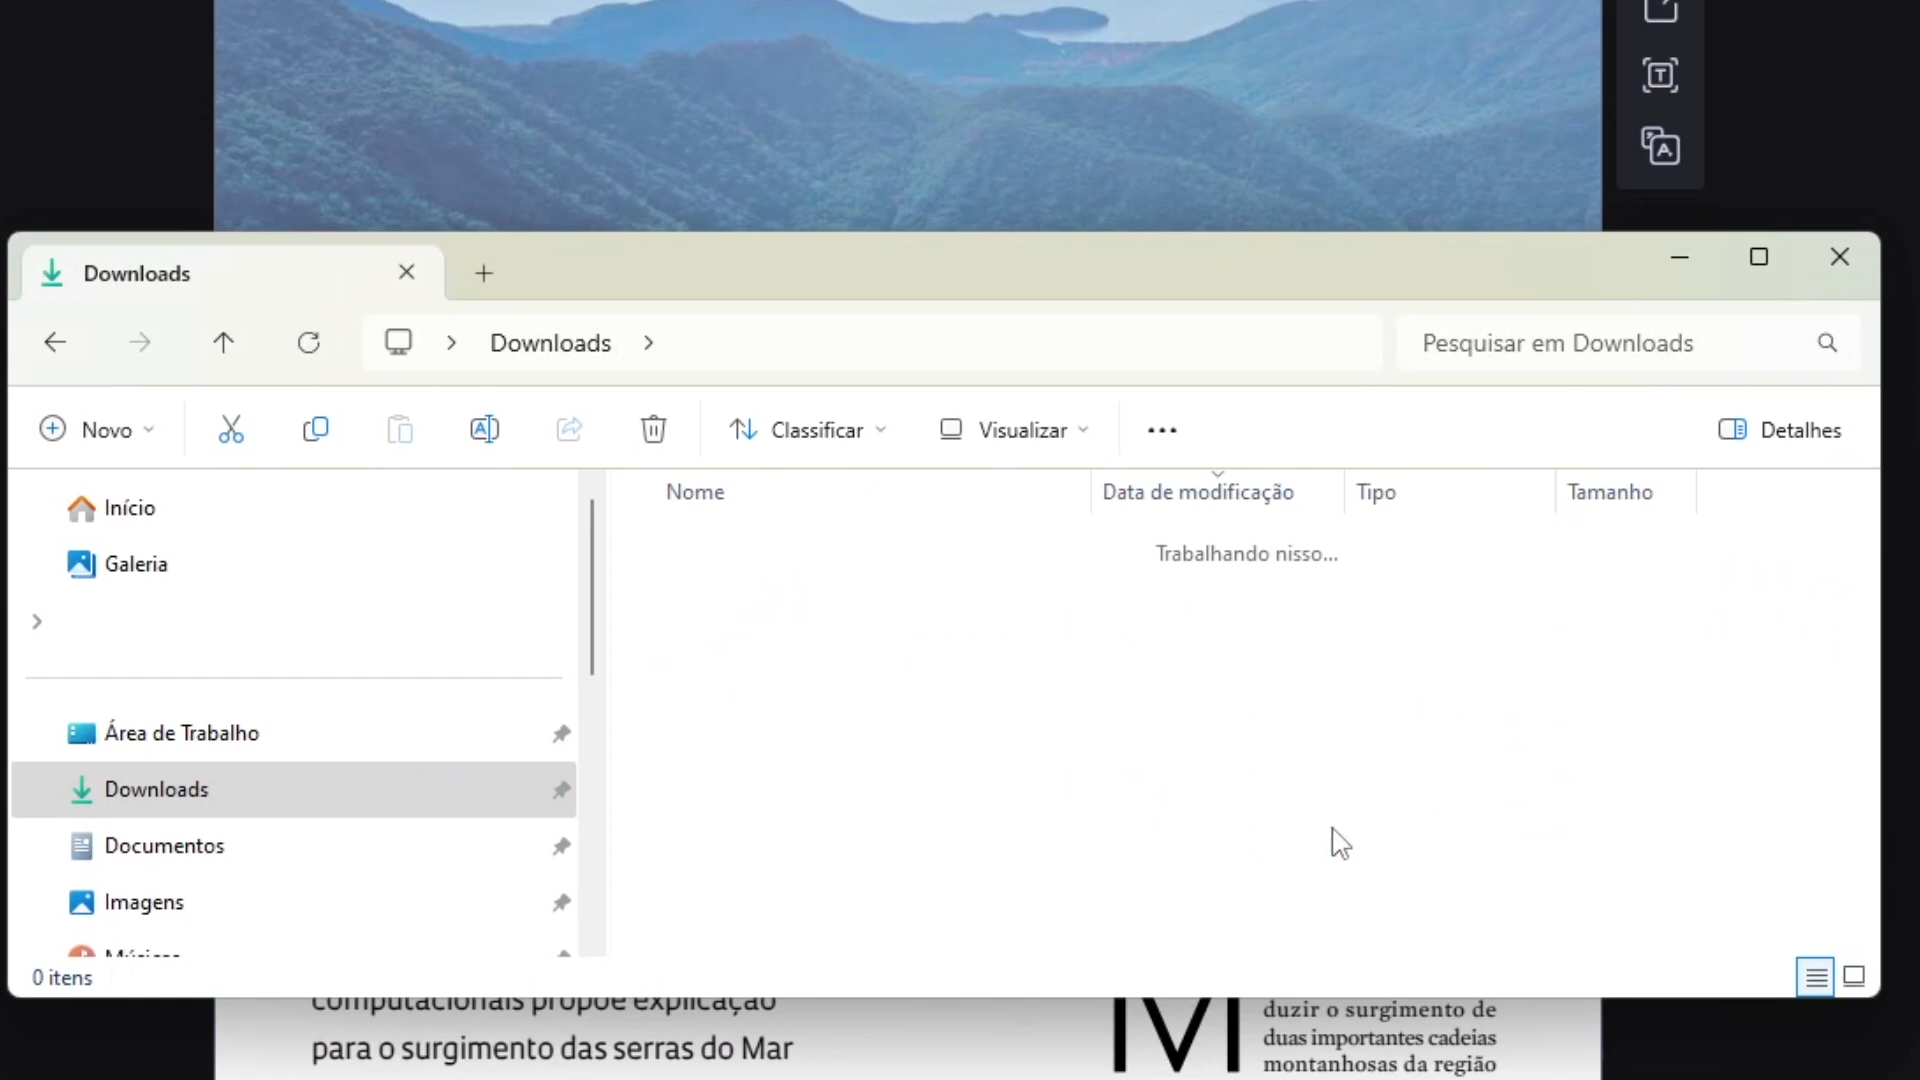 Downloads
Downloads
Pesquisar em Downloads
Novo
Classificar
Visualizar
Detalhes
Início
Galeria
Área de Trabalho
Downloads
Documentos
Imagens
Músicas
Nome
Data de modificação
Tipo
Tamanho
Trabalhando nisso...
0 itens
computacionais propõe explicação
para o surgimento das serras do Mar
M
duzir o surgimento de
duas importantes cadeias
montanhosas da região